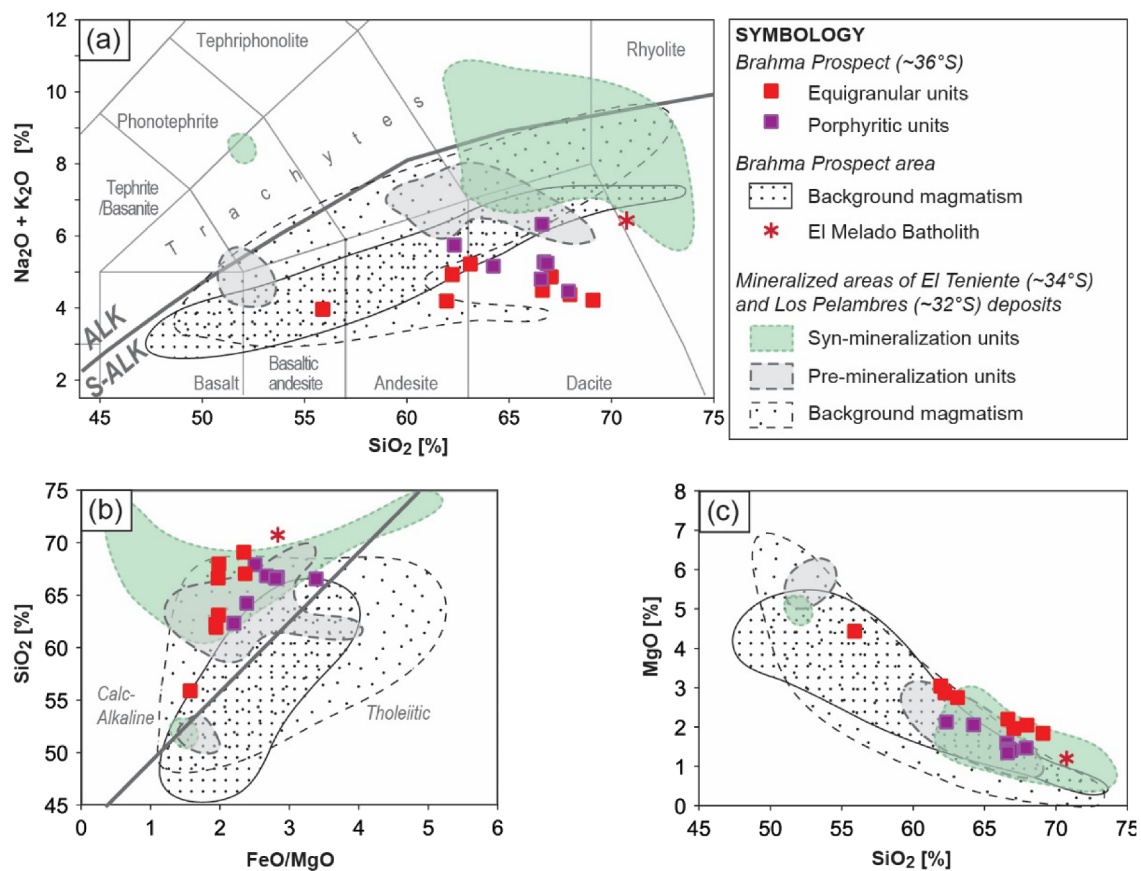 (a)
12
10
8
6
4
2
Na₂O + K₂O [%]
45
50
55
60
65
70
75
SiO₂ [%]
Tephriphonolite
Phonotephrite
Tephrite
/Basanite
Trachytes
Rhyolite
ALK
S-ALK
Basalt
Basaltic
andesite
Andesite
Dacite
SYMBOLOGY
Brahma Prospect (~36°S)
Equigranular units
Porphyritic units
Brahma Prospect area
Background magmatism
El Melado Batholith
Mineralized areas of El Teniente (~34°S)
and Los Pelambres (~32°S) deposits
Syn-mineralization units
Pre-mineralization units
Background magmatism
(b)
75
70
65
60
55
50
45
SiO₂ [%]
0
1
2
3
4
5
6
FeO/MgO
Calc-
Alkaline
Tholeiitic
(c)
8
7
6
5
4
3
2
1
0
MgO [%]
45
50
55
60
65
70
75
SiO₂ [%]